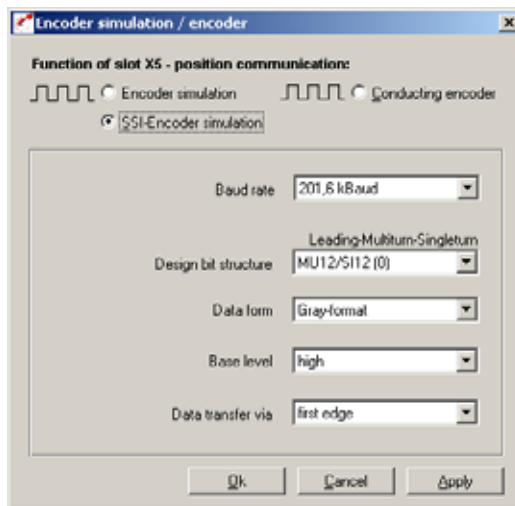 Encoder simulation / encoder
Function of slot X5 - position communication:
Encoder simulation
Conducting encoder
SSI-Encoder simulation
Baud rate
201,6 kBaud
Leading-Multiturn-Singleturn
Design bit structure
MU12/SI12 (0)
Data form
Gray-format
Base level
high
Data transfer via
first edge
Ok
Cancel
Apply